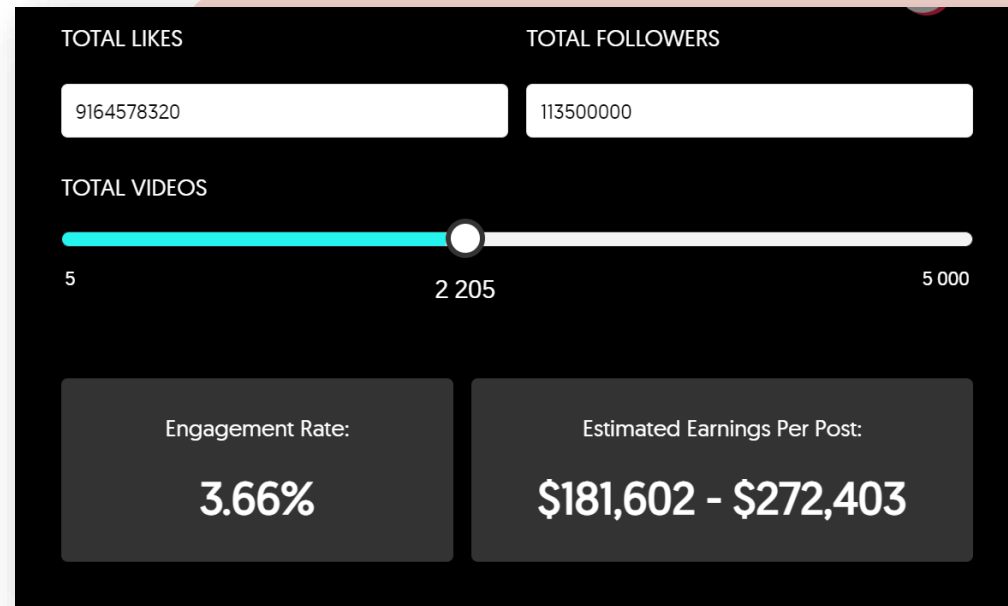 TOTAL LIKES
TOTAL FOLLOWERS
9164578320
113500000
TOTAL VIDEOS
5
2 205
5 000
Engagement Rate:
3.66%
Estimated Earnings Per Post:
$181,602 - $272,403